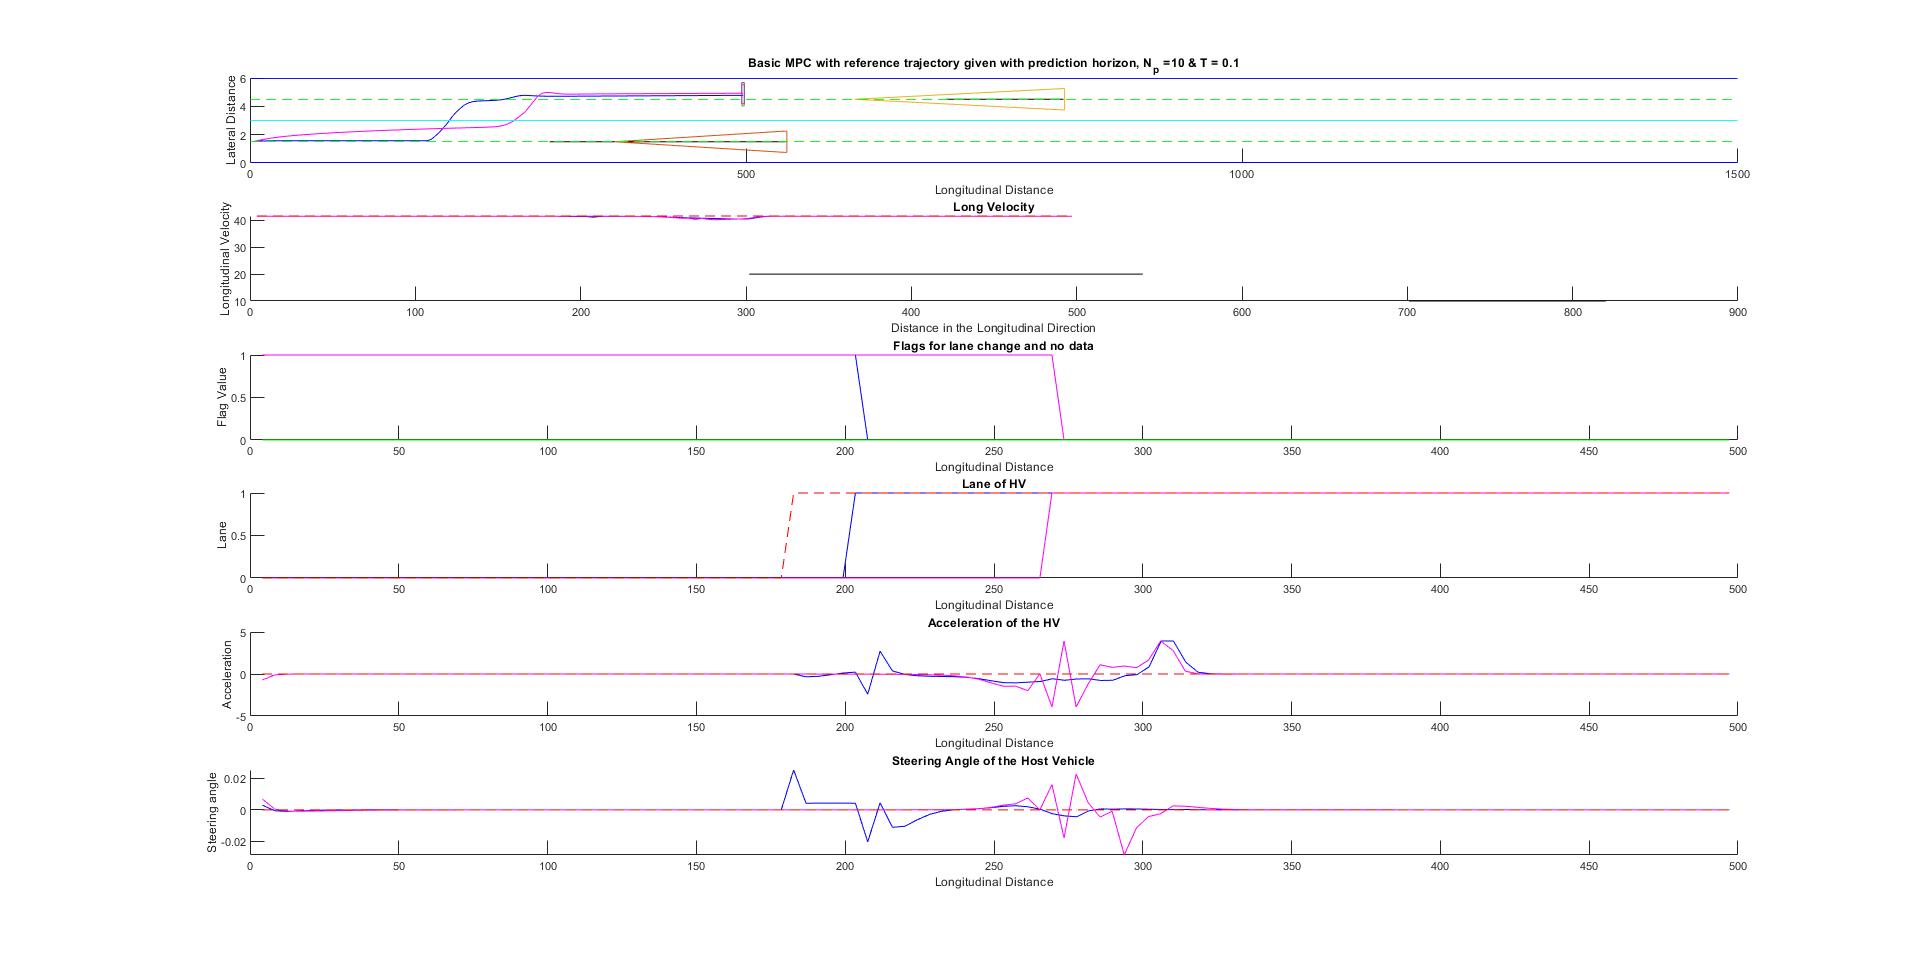 Basic MPC with reference trajectory given with prediction horizon, Np =10 & T = 0.1
Lateral Distance
6
4
2
0
0 500 1000 1500
Longitudinal Distance
Long Velocity
Longitudinal Velocity
40
30
20
10
0 100 200 300 400 500 600 700 800 900
Distance in the Longitudinal Direction
Flags for lane change and no data
Flag Value
1
0.5
0
0 50 100 150 200 250 300 350 400 450 500
Longitudinal Distance
Lane of HV
Lane
1
0.5
0
0 50 100 150 200 250 300 350 400 450 500
Longitudinal Distance
Acceleration of the HV
Acceleration
5
0
-5
0 50 100 150 200 250 300 350 400 450 500
Longitudinal Distance
Steering Angle of the Host Vehicle
Steering angle
0.02
0
-0.02
0 50 100 150 200 250 300 350 400 450 500
Longitudinal Distance